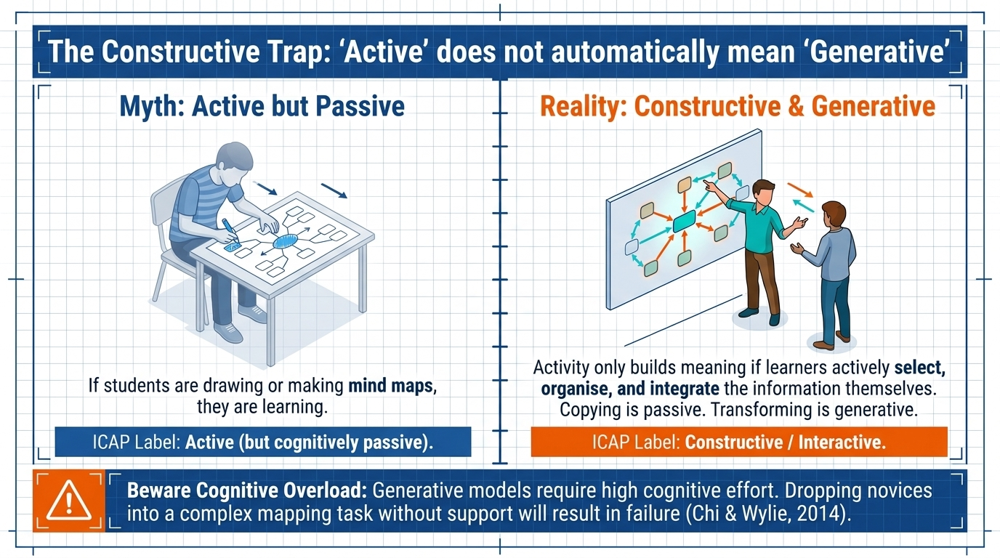 The Constructive Trap: ‘Active’ does not automatically mean ‘Generative’
Myth: Active but Passive
If students are drawing or making mind maps,
they are learning.
ICAP Label: Active (but cognitively passive).
Reality: Constructive & Generative
Activity only builds meaning if learners actively select,
organise, and integrate the information themselves.
Copying is passive. Transforming is generative.
ICAP Label: Constructive / Interactive.
Beware Cognitive Overload: Generative models require high cognitive effort. Dropping novices
into a complex mapping task without support will result in failure (Chi & Wylie, 2014).